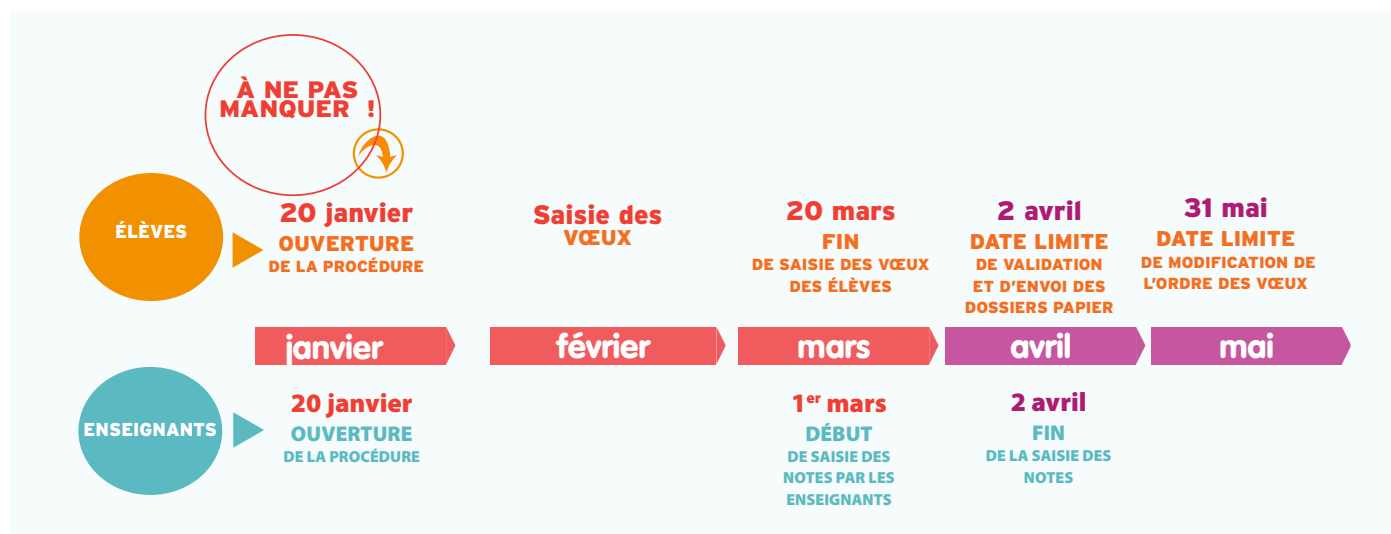 À NE PAS
MANQUER !
ÉLÈVES
20 janvier
OUVERTURE
DE LA PROCÉDURE
Saisie des
VŒUX
20 mars
FIN
DE SAISIE DES VŒUX
DES ÉLÈVES
2 avril
DATE LIMITE
DE VALIDATION
ET D'ENVOI DES
DOSSIERS PAPIER
31 mai
DATE LIMITE
DE MODIFICATION DE
L'ORDRE DES VŒUX
janvier
février
mars
avril
mai
ENSEIGNANTS
20 janvier
OUVERTURE
DE LA PROCÉDURE
1er mars
DÉBUT
DE SAISIE DES
NOTES PAR LES
ENSEIGNANTS
2 avril
FIN
DE LA SAISIE DES
NOTES